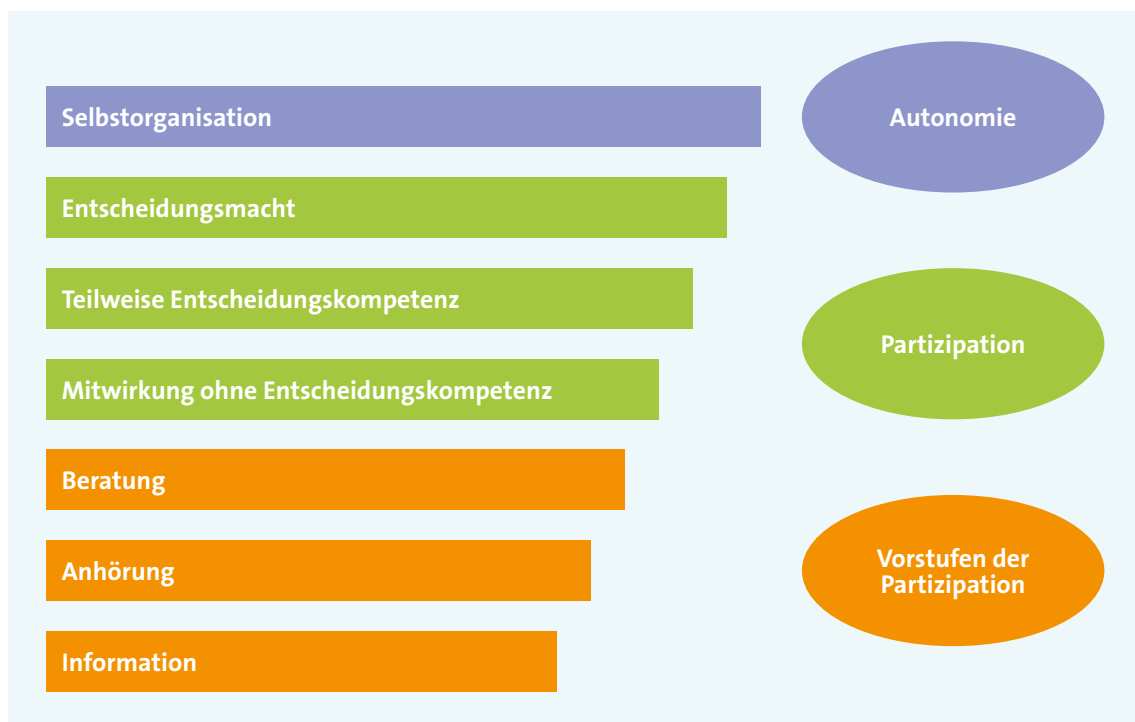 Selbstorganisation
Autonomie
Entscheidungsmacht
Teilweise Entscheidungskompetenz
Partizipation
Mitwirkung ohne Entscheidungskompetenz
Beratung
Anhörung
Vorstufen der
Partizipation
Information